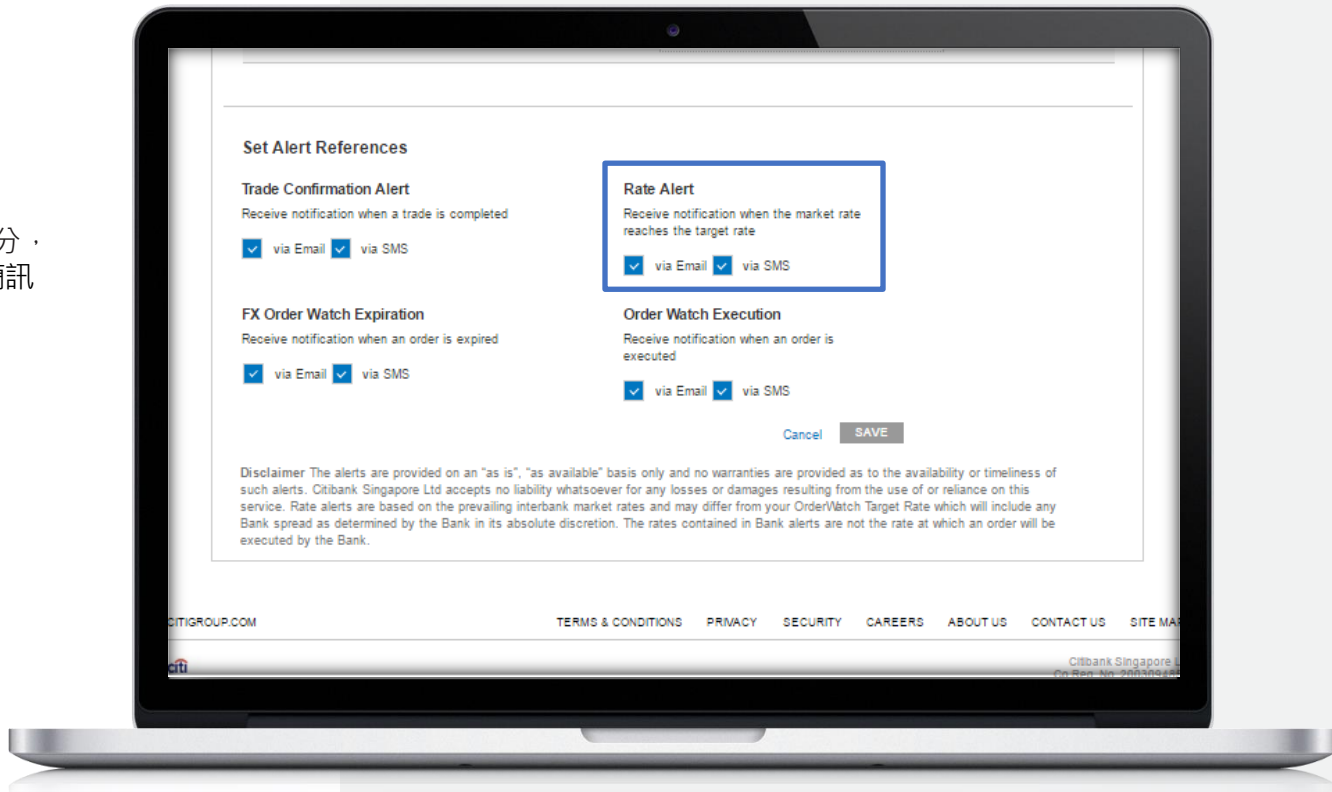 分，
訊
Set Alert References
Trade Confirmation Alert
Receive notification when a trade is completed
via Email via SMS
Rate Alert
Receive notification when the market rate
reaches the target rate
via Email via SMS
FX Order Watch Expiration
Receive notification when an order is expired
via Email via SMS
Order Watch Execution
Receive notification when an order is
executed
via Email via SMS
Cancel SAVE
Disclaimer The alerts are provided on an "as is", "as available" basis only and no warranties are provided as to the availability or timeliness of
such alerts. Citibank Singapore Ltd accepts no liability whatsoever for any losses or damages resulting from the use of or reliance on this
service. Rate alerts are based on the prevailing interbank market rates and may differ from your OrderWatch Target Rate which will include any
Bank spread as determined by the Bank in its absolute discretion. The rates contained in Bank alerts are not the rate at which an order will be
executed by the Bank.
CITIGROUP.COM TERMS & CONDITIONS PRIVACY SECURITY CAREERS ABOUT US CONTACT US SITE MAP
citi
Citibank Singapore L
Co Reg. No.